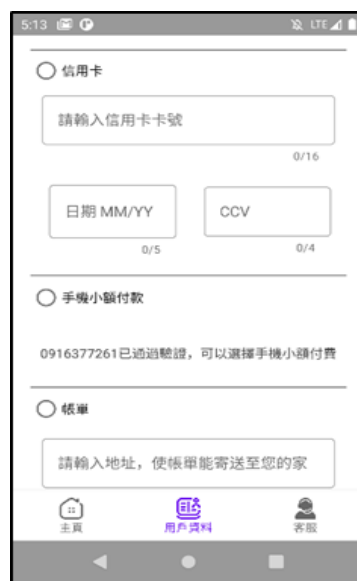 5:13 LTE
信用卡
請輸入信用卡卡號
0/16
日期 MM/YY CCV
0/5 0/4
手機小額付款
0916377261已通過驗證，可以選擇手機小額付費
帳單
請輸入地址，使帳單能寄送至您的家
主頁 用戶資料 客服